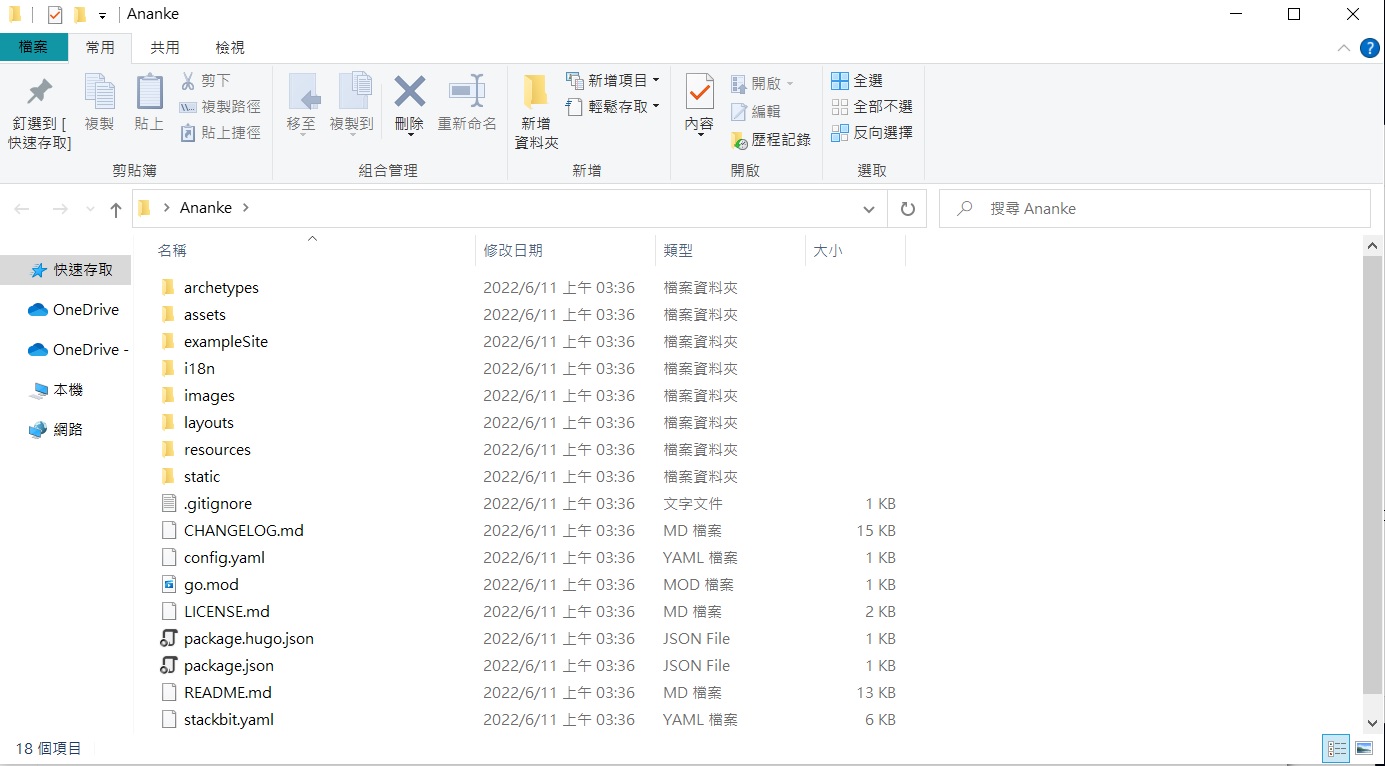 Ananke
檔案 常用 共用 檢視
釘選到 [
快速存取]
複製
貼上
剪下
複製路徑
貼上捷徑
剪貼簿
移至
複製到
刪除
重新命名
組合管理
新增
資料夾
新增項目
輕鬆存取
新增
內容
開啟
編輯
歷程記錄
開啟
全選
全部不選
反向選擇
選取
Ananke
搜尋 Ananke
快速存取
OneDrive
OneDrive -
本機
網路
名稱 修改日期 類型 大小
archetypes 2022/6/11 上午 03:36 檔案資料夾
assets 2022/6/11 上午 03:36 檔案資料夾
exampleSite 2022/6/11 上午 03:36 檔案資料夾
i18n 2022/6/11 上午 03:36 檔案資料夾
images 2022/6/11 上午 03:36 檔案資料夾
layouts 2022/6/11 上午 03:36 檔案資料夾
resources 2022/6/11 上午 03:36 檔案資料夾
static 2022/6/11 上午 03:36 檔案資料夾
.gitignore 2022/6/11 上午 03:36 文字文件 1 KB
CHANGELOG.md 2022/6/11 上午 03:36 MD 檔案 15 KB
config.yaml 2022/6/11 上午 03:36 YAML 檔案 1 KB
go.mod 2022/6/11 上午 03:36 MOD 檔案 1 KB
LICENSE.md 2022/6/11 上午 03:36 MD 檔案 2 KB
package.hugo.json 2022/6/11 上午 03:36 JSON File 1 KB
package.json 2022/6/11 上午 03:36 JSON File 1 KB
README.md 2022/6/11 上午 03:36 MD 檔案 13 KB
stackbit.yaml 2022/6/11 上午 03:36 YAML 檔案 6 KB
18 個項目